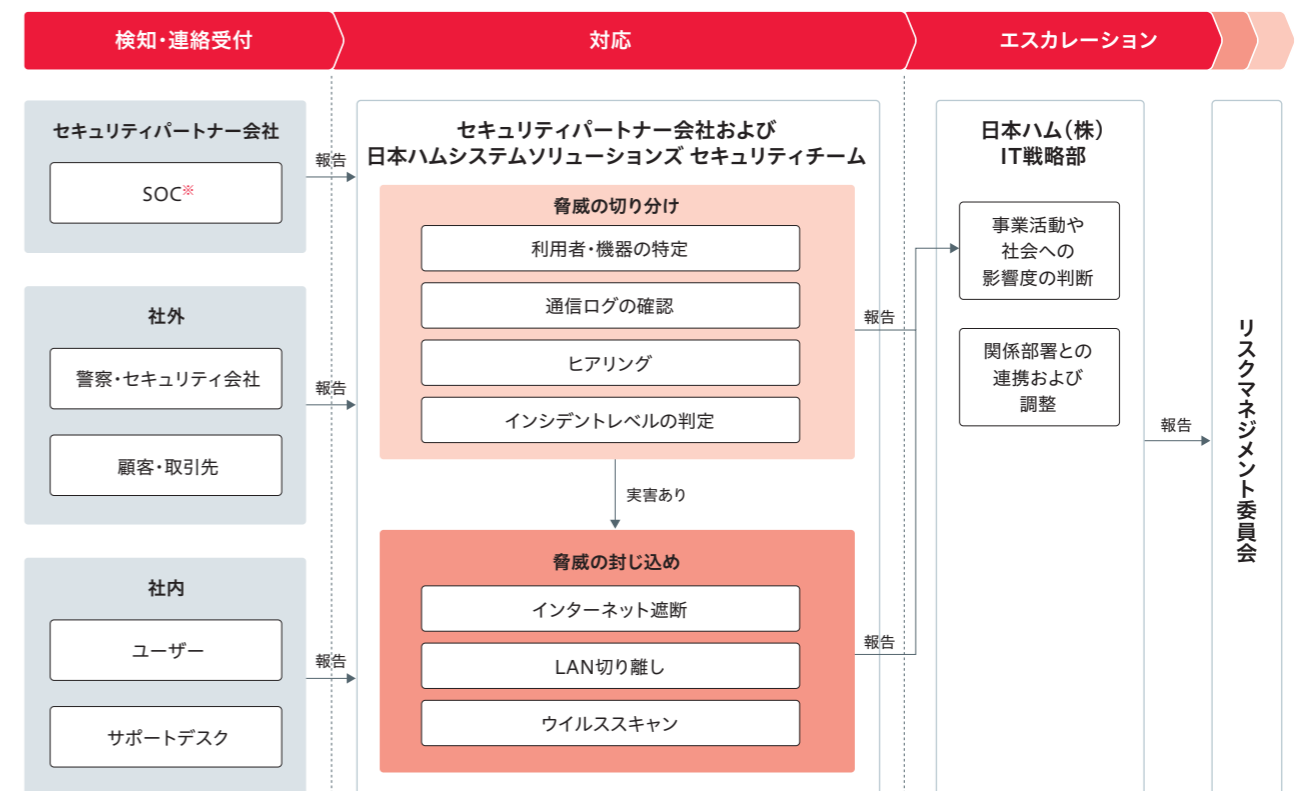 検知・連絡受付
対応
エスカレーション
セキュリティパートナー会社
SOC※
報告
社外
警察・セキュリティ会社
顧客・取引先
報告
社内
ユーザー
サポートデスク
報告
セキュリティパートナー会社および
日本ハムシステムソリューションズ セキュリティチーム
脅威の切り分け
利用者・機器の特定
通信ログの確認
ヒアリング
インシデントレベルの判定
報告
実害あり
脅威の封じ込め
インターネット遮断
LAN切り離し
ウイルススキャン
報告
日本ハム(株)
IT戦略部
事業活動や
社会への
影響度の判断
関係部署との
連携および
調整
報告
リスクマネジメント委員会